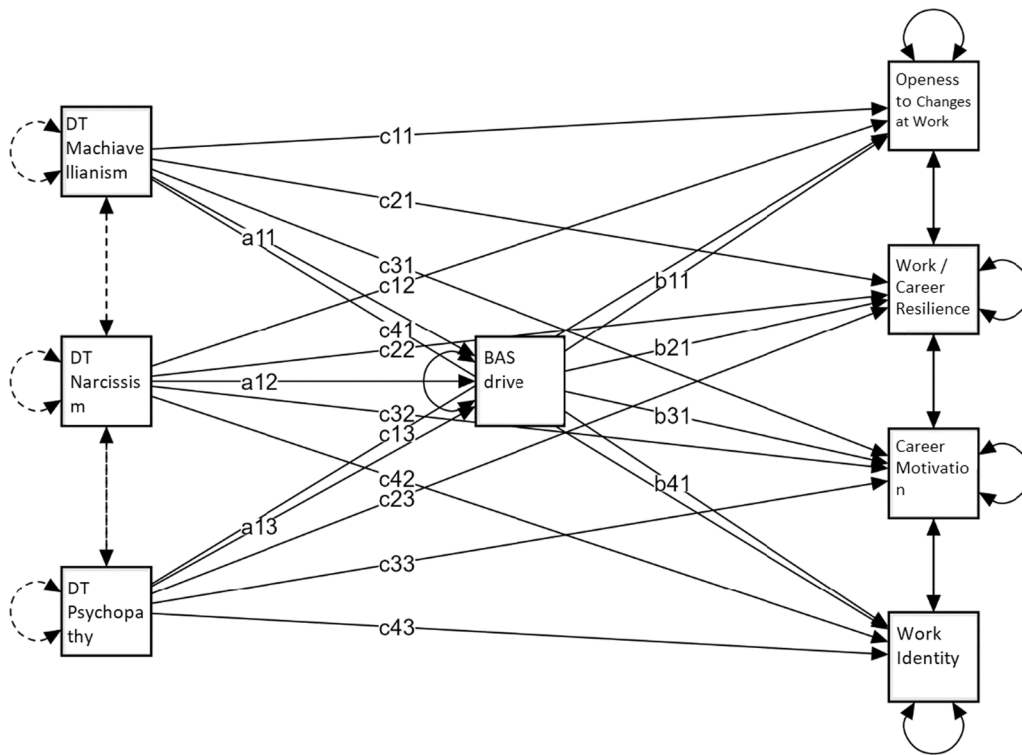 Openess
to Changes
at Work
DT
Machiave
llianism
c11
c21
a11
c31
c12
Work /
Career
Resilience
b11
c41
c22
b21
DT
Narcissis
m
a12
BAS
drive
c32
c13
b31
c42
c23
b41
Career
Motivatio
n
a13
c33
DT
Psychopa
thy
c43
Work
Identity